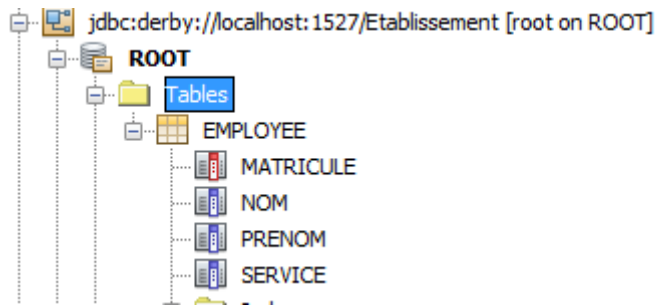 jdbc:derby://localhost:1527/Etablissement [root on ROOT]
ROOT
Tables
EMPLOYEE
MATRICULE
NOM
PRENOM
SERVICE